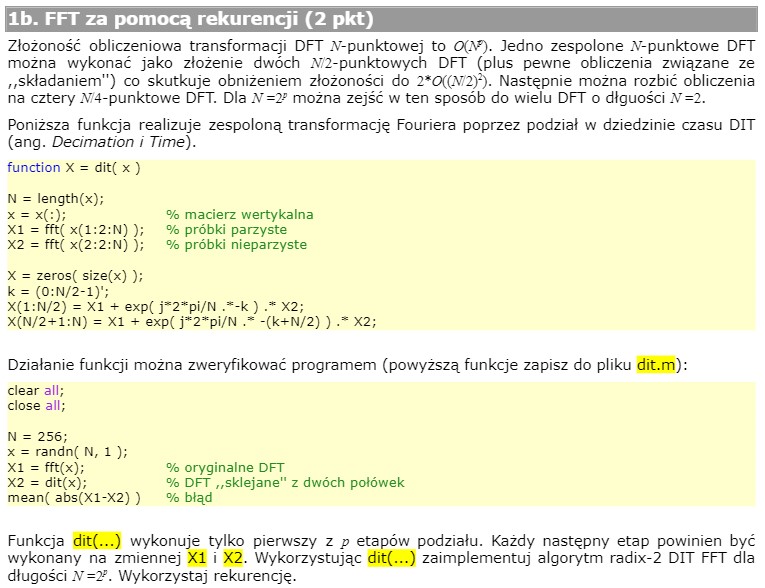 1b. FFT za pomocą rekurencji (2 pkt)
Złożoność obliczeniowa transformacji DFT N-punktowej to O(N²). Jedno zespolone N-punktowe DFT
można wykonać jako złożenie dwóch N/2-punktowych DFT (plus pewne obliczenia związane ze
,,składaniem") co skutkuje obniżeniem złożoności do 2*O((N/2)²). Następnie można rozbić obliczenia
na cztery N/4-punktowe DFT. Dla N=2ᵖ można zejść w ten sposób do wielu DFT o dłguości N=2.
Poniższa funkcja realizuje zespoloną transformację Fouriera poprzez podział w dziedzinie czasu DIT
(ang. Decimation i Time).
function X = dit( x )
N = length(x);
x = x(:); % macierz wertykalna
X1 = fft( x(1:2:N) ); % próbki parzyste
X2 = fft( x(2:2:N) ); % próbki nieparzyste
X = zeros( size(x) );
k = (0:N/2-1)';
X(1:N/2) = X1 + exp( j*2*pi/N .*-k ) .* X2;
X(N/2+1:N) = X1 + exp( j*2*pi/N .* -(k+N/2) ) .* X2;
Działanie funkcji można zweryfikować programem (powyższą funkcje zapisz do pliku dit.m):
clear all;
close all;
N = 256;
x = randn( N, 1 );
X1 = fft(x); % oryginalne DFT
X2 = dit(x); % DFT ,,sklejane" z dwóch połówek
mean( abs(X1-X2) ) % błąd
Funkcja dit(...) wykonuje tylko pierwszy z p etapów podziału. Każdy następny etap powinien być
wykonany na zmiennej X1 i X2. Wykorzystując dit(...) zaimplementuj algorytm radix-2 DIT FFT dla
długości N=2ᵖ. Wykorzystaj rekurencję.